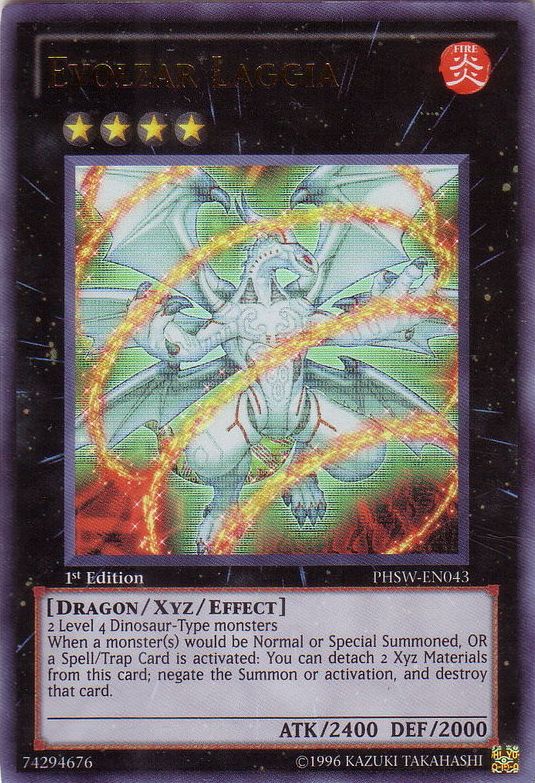 EVOLZAR LAGGIA
FIRE
炎
1st Edition
PHSW-EN043
[DRAGON/XYZ/EFFECT]
2 Level 4 Dinosaur-Type monsters
When a monster(s) would be Normal or Special Summoned, OR
a Spell/Trap Card is activated: You can detach 2 Xyz Materials
from this card; negate the Summon or activation, and destroy
that card.
ATK/2400 DEF/2000
74294676
©1996 KAZUKI TAKAHASHI